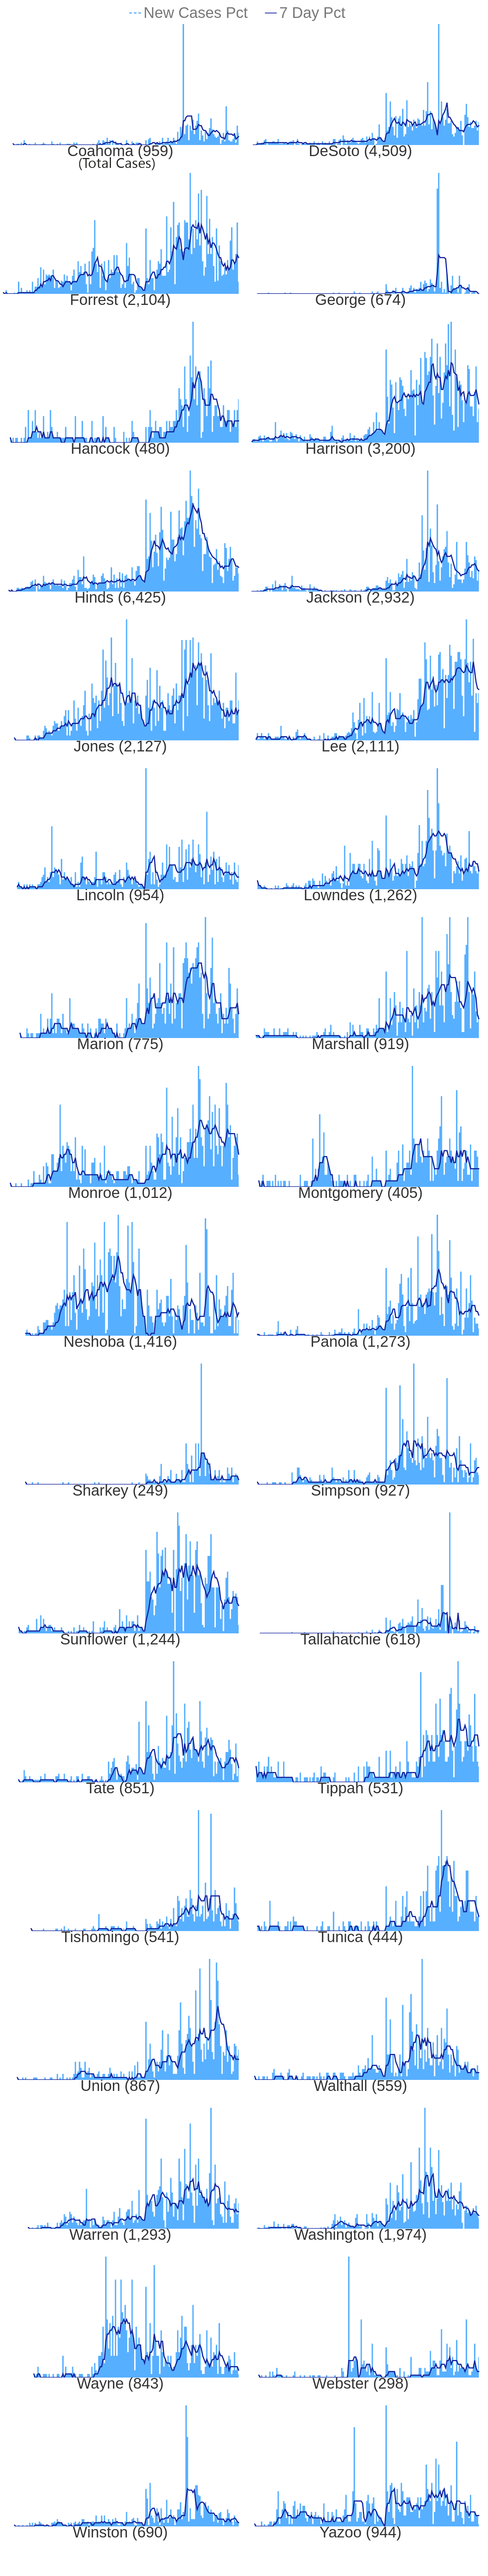 New Cases Pct 7 Day Pct
Coahoma (959) DeSoto (4,509)
(Total Cases)
Forrest (2,104) George (674)
Hancock (480) Harrison (3,200)
Hinds (6,425) Jackson (2,932)
Jones (2,127) Lee (2,111)
Lincoln (954) Lowndes (1,262)
Marion (775) Marshall (919)
Monroe (1,012) Montgomery (405)
Neshoba (1,416) Panola (1,273)
Sharkey (249) Simpson (927)
Sunflower (1,244) Tallahatchie (618)
Tate (851) Tippah (531)
Tishomingo (541) Tunica (444)
Union (867) Walthall (559)
Warren (1,293) Washington (1,974)
Wayne (843) Webster (298)
Winston (690) Yazoo (944)